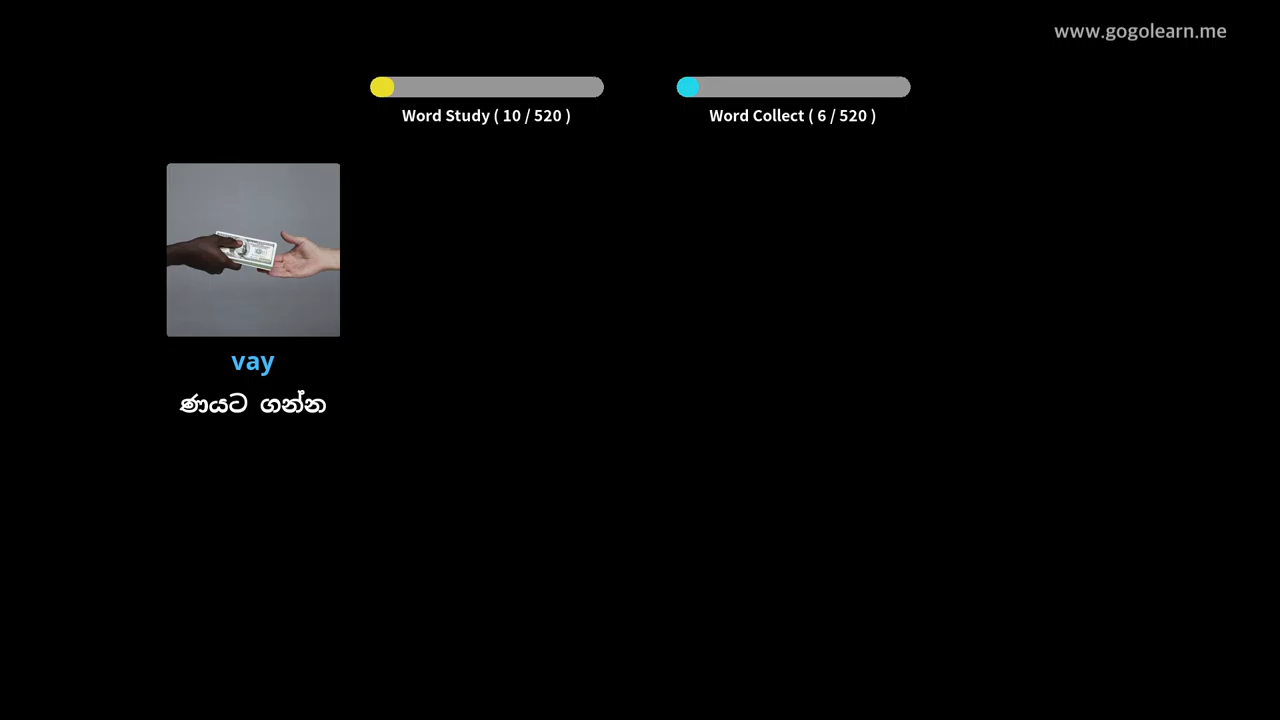 www.gogolearn.me
Word Study ( 10 / 520 )
Word Collect ( 6 / 520 )
vay
ණයට ගන්න